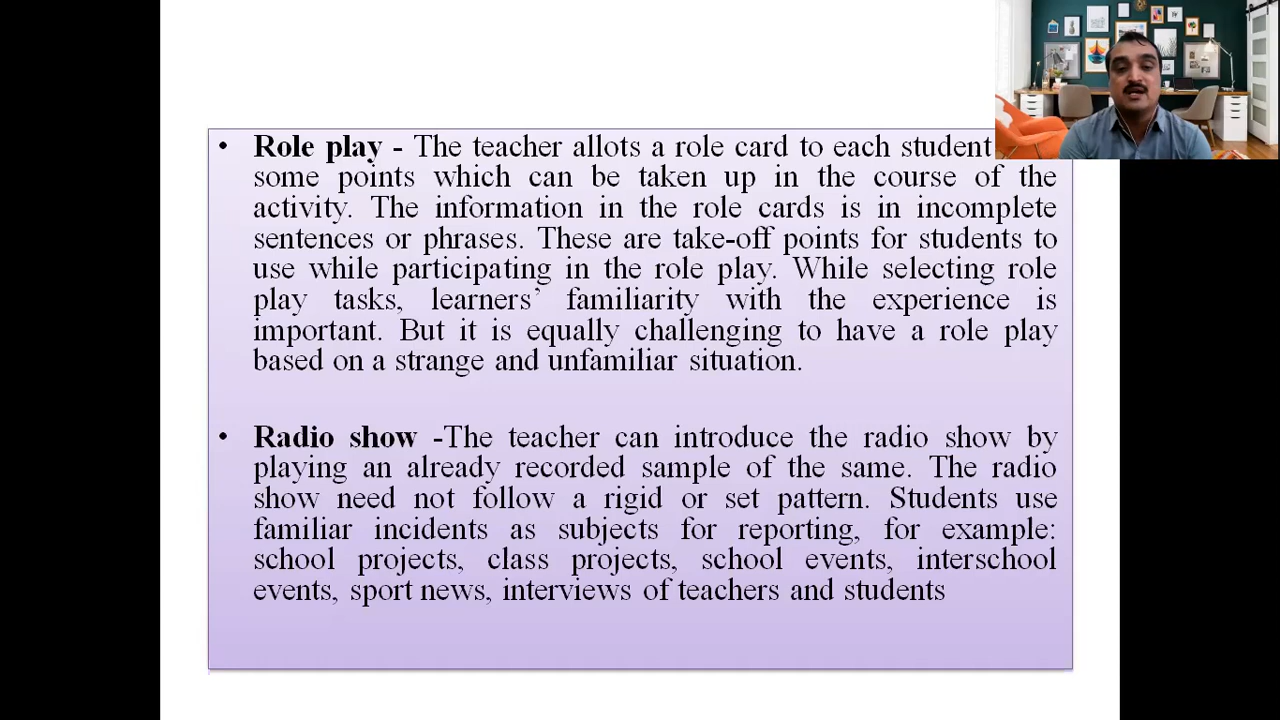 • Role play - The teacher allots a role card to each student
some points which can be taken up in the course of the
activity. The information in the role cards is in incomplete
sentences or phrases. These are take-off points for students to
use while participating in the role play. While selecting role
play tasks, learners’ familiarity with the experience is
important. But it is equally challenging to have a role play
based on a strange and unfamiliar situation.
• Radio show -The teacher can introduce the radio show by
playing an already recorded sample of the same. The radio
show need not follow a rigid or set pattern. Students use
familiar incidents as subjects for reporting, for example:
school projects, class projects, school events, interschool
events, sport news, interviews of teachers and students